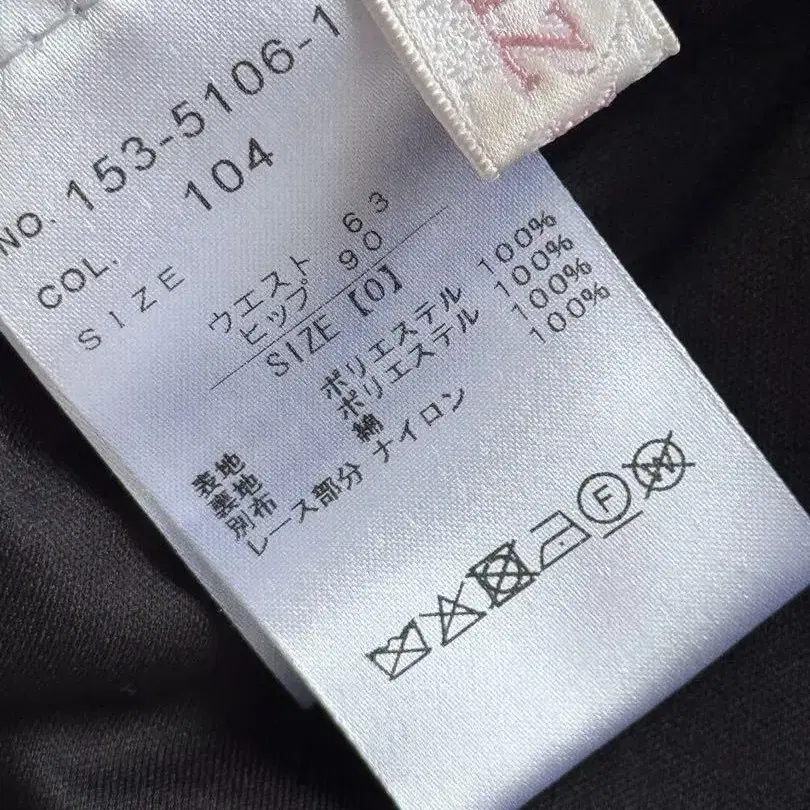 NO. 153-5106-1
COL. 104
SIZE
ウエスト 63
ヒップ 90
SIZE【0】
表地 ポリエステル 100%
裏地 ポリエステル 100%
別布 綿 100%
レース部分 ナイロン 100%
F
W